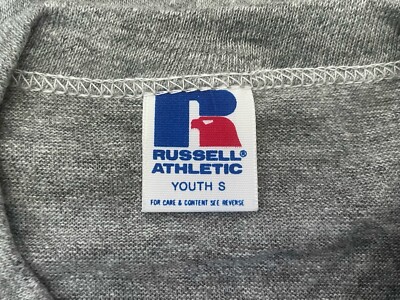 R
RUSSELL®
ATHLETIC
YOUTH S
FOR CARE & CONTENT SEE REVERSE